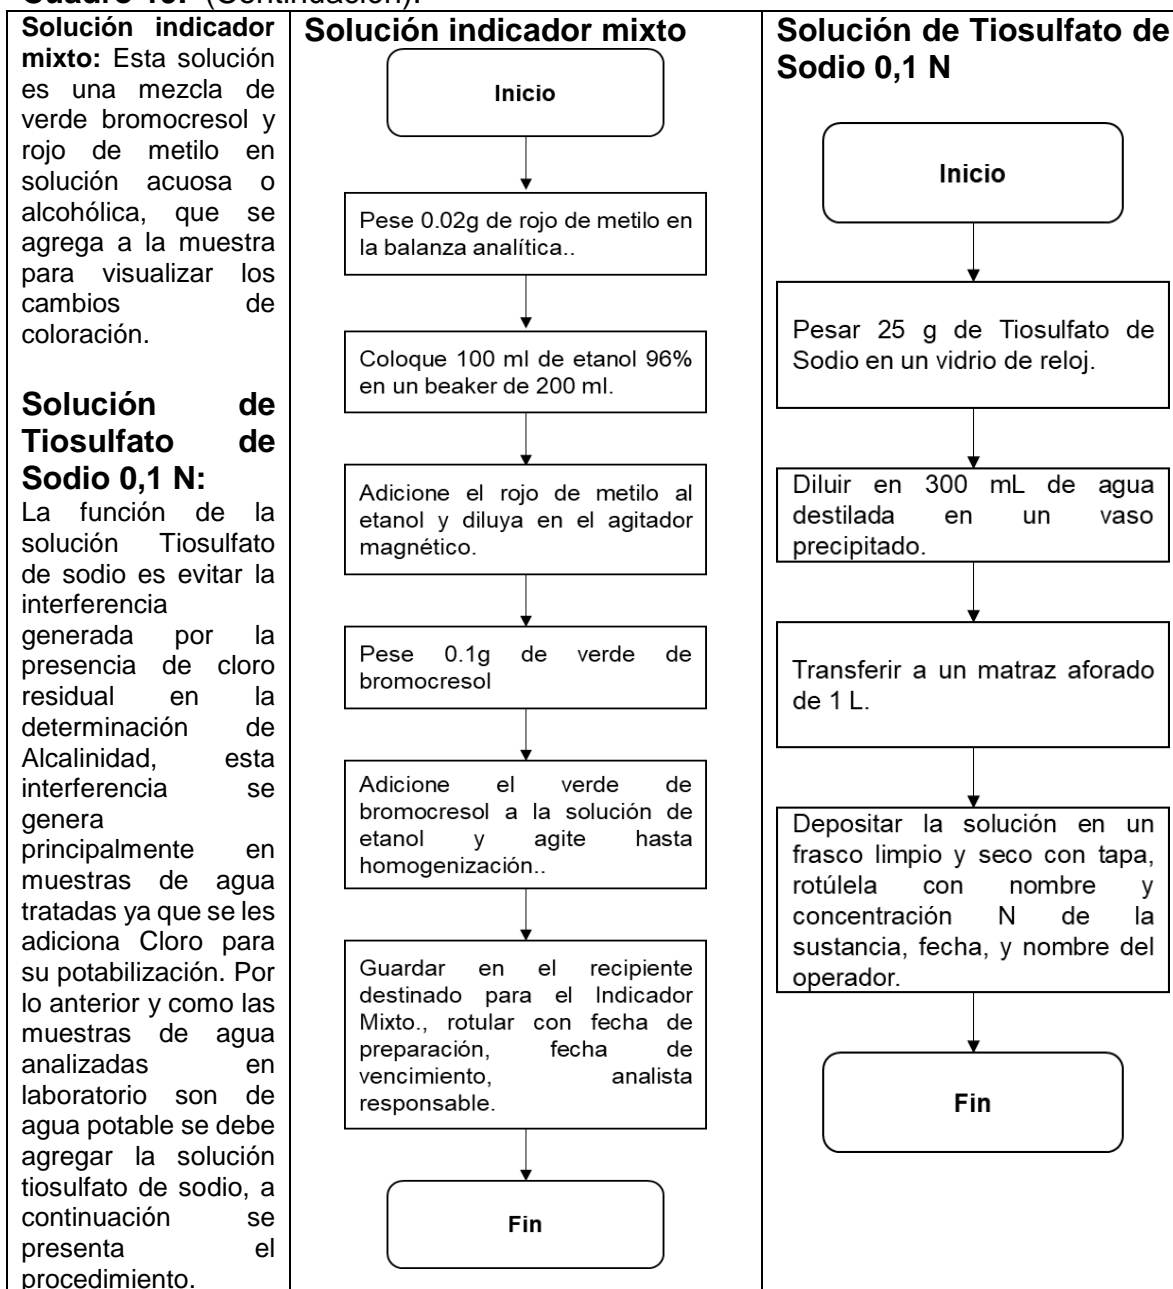 Cuadro 15. (Continuación).
Solución indicador
mixto: Esta solución
es una mezcla de
verde bromocresol y
rojo de metilo en
solución acuosa o
alcohólica, que se
agrega a la muestra
para visualizar los
cambios de
coloración.
Solución de
Tiosulfato de
Sodio 0,1 N:
La función de la
solución Tiosulfato
de sodio es evitar la
interferencia
generada por la
presencia de cloro
residual en la
determinación de
Alcalinidad, esta
interferencia se
genera
principalmente en
muestras de agua
tratadas ya que se les
adiciona Cloro para
su potabilización. Por
lo anterior y como las
muestras de agua
analizadas en
laboratorio son de
agua potable se debe
agregar la solución
tiosulfato de sodio, a
continuación se
presenta el
procedimiento.
Solución indicador mixto
Inicio
Pese 0.02g de rojo de metilo en
la balanza analítica..
Coloque 100 ml de etanol 96%
en un beaker de 200 ml.
Adicione el rojo de metilo al
etanol y diluya en el agitador
magnético.
Pese 0.1g de verde de
bromocresol
Adicione el verde de
bromocresol a la solución de
etanol y agite hasta
homogenización..
Guardar en el recipiente
destinado para el Indicador
Mixto., rotular con fecha de
preparación, fecha de
vencimiento, analista
responsable.
Fin
Solución de Tiosulfato de
Sodio 0,1 N
Inicio
Pesar 25 g de Tiosulfato de
Sodio en un vidrio de reloj.
Diluir en 300 mL de agua
destilada en un vaso
precipitado.
Transferir a un matraz aforado
de 1 L.
Depositar la solución en un
frasco limpio y seco con tapa,
rotúlela con nombre y
concentración N de la
sustancia, fecha, y nombre del
operador.
Fin